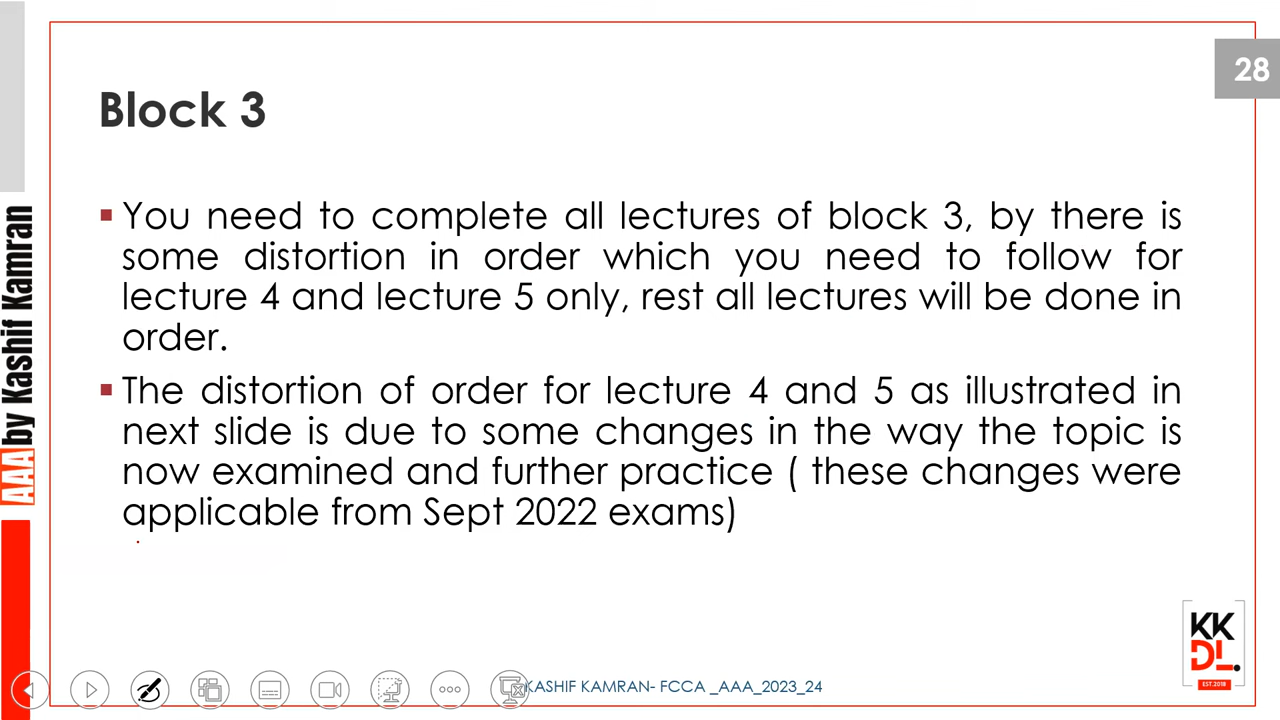 28
Block 3
You need to complete all lectures of block 3, by there is
some distortion in order which you need to follow for
lecture 4 and lecture 5 only, rest all lectures will be done in
order.
The distortion of order for lecture 4 and 5 as illustrated in
next slide is due to some changes in the way the topic is
now examined and further practice ( these changes were
applicable from Sept 2022 exams)
AAA by Kashif Kamran
KK
DL.
EST.2018
KASHIF KAMRAN- FCCA _AAA_2023_24